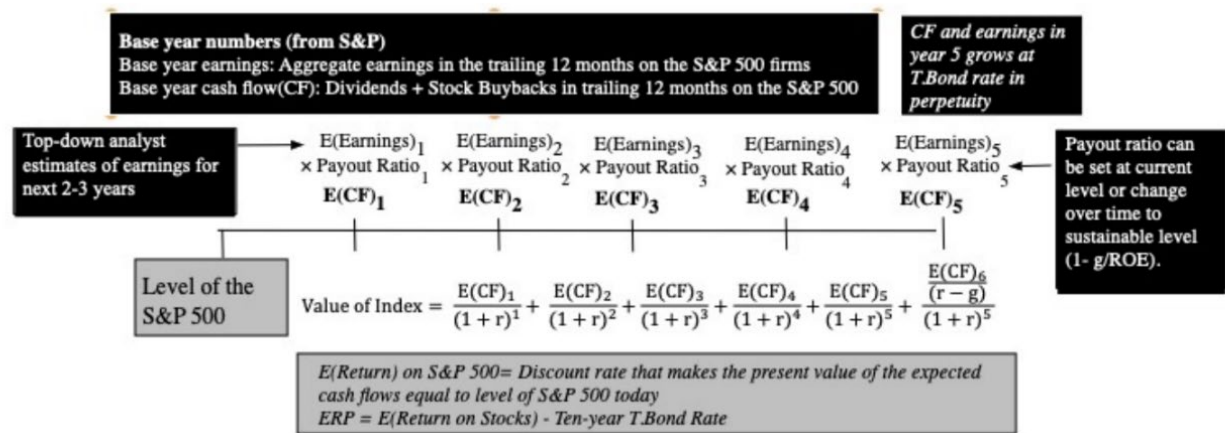 Base year numbers (from S&P)
Base year earnings: Aggregate earnings in the trailing 12 months on the S&P 500 firms
Base year cash flow(CF): Dividends + Stock Buybacks in trailing 12 months on the S&P 500
CF and earnings in
year 5 grows at
T.Bond rate in
perpetuity
Top-down analyst
estimates of earnings for
next 2-3 years
E(Earnings)1
× Payout Ratio1
E(CF)1
E(Earnings)2
× Payout Ratio2
E(CF)2
E(Earnings)3
× Payout Ratio3
E(CF)3
E(Earnings)4
× Payout Ratio4
E(CF)4
E(Earnings)5
× Payout Ratio5
E(CF)5
Payout ratio can
be set at current
level or change
over time to
sustainable level
(1- g/ROE).
Level of the
S&P 500
Value of Index = E(CF)1/(1 + r)^1 + E(CF)2/(1 + r)^2 + E(CF)3/(1 + r)^3 + E(CF)4/(1 + r)^4 + E(CF)5/(1 + r)^5 + (E(CF)6/(r − g))/(1 + r)^5
E(Return) on S&P 500= Discount rate that makes the present value of the expected
cash flows equal to level of S&P 500 today
ERP = E(Return on Stocks) - Ten-year T.Bond Rate